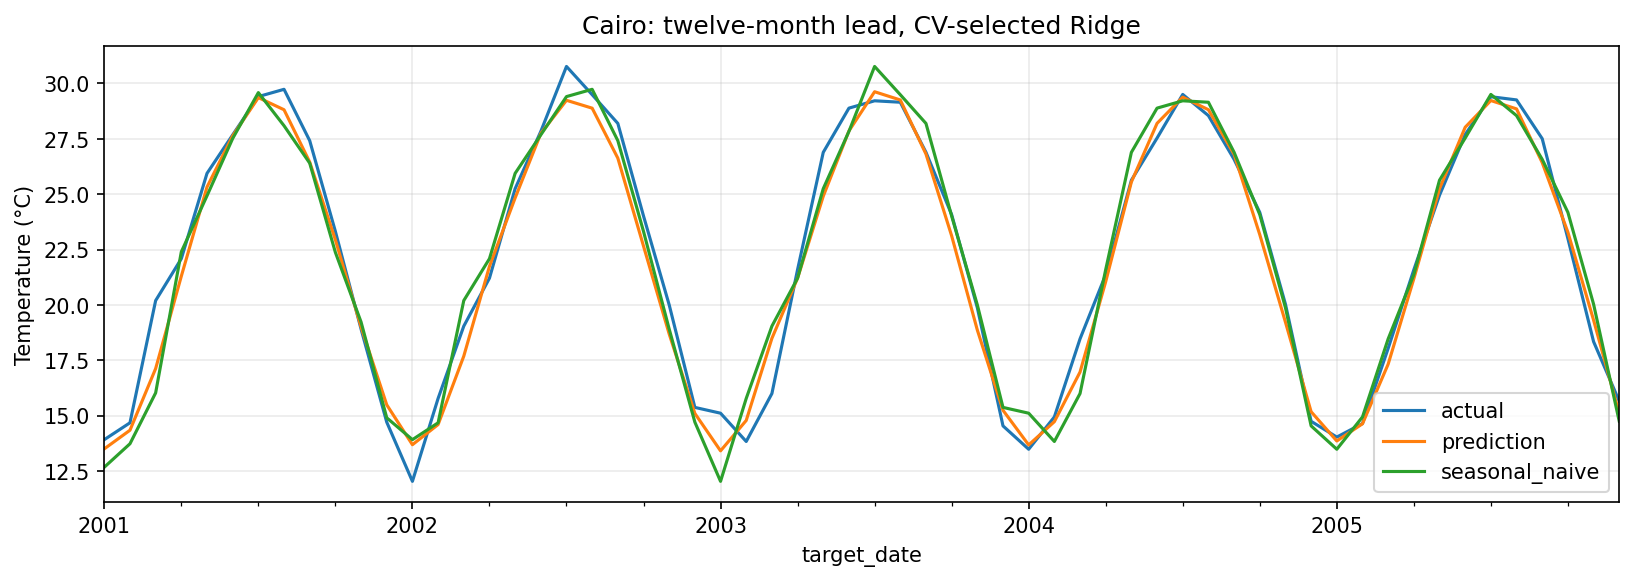 Cairo: twelve-month lead, CV-selected Ridge
Temperature (°C)
30.0
27.5
25.0
22.5
20.0
17.5
15.0
12.5
actual
prediction
seasonal_naive
2001
2002
2003
2004
2005
target_date